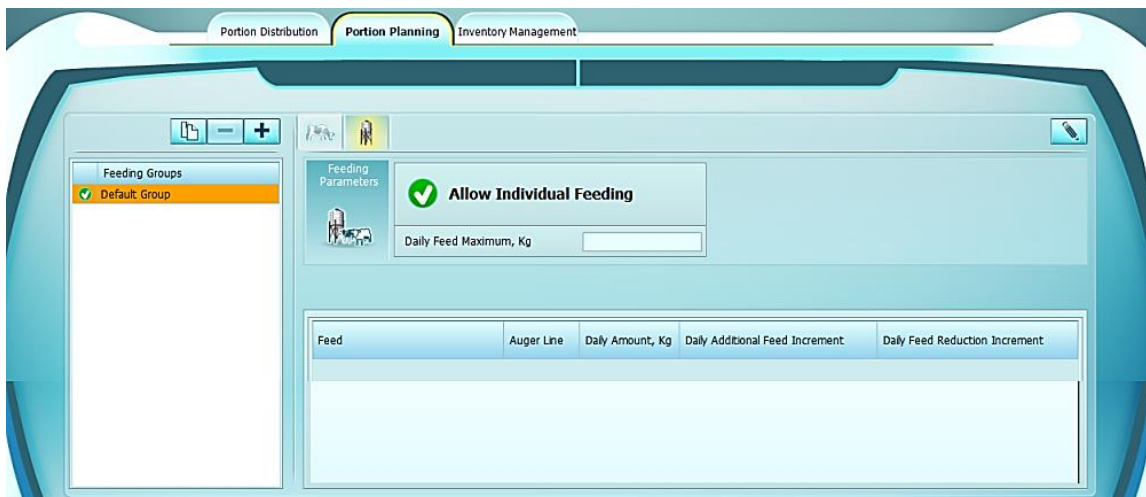 Portion Distribution
Portion Planning
Inventory Management
Feeding Groups
Default Group
Feeding
Parameters
Allow Individual Feeding
Daily Feed Maximum, Kg
Feed
Auger Line
Daily Amount, Kg
Daily Additional Feed Increment
Daily Feed Reduction Increment